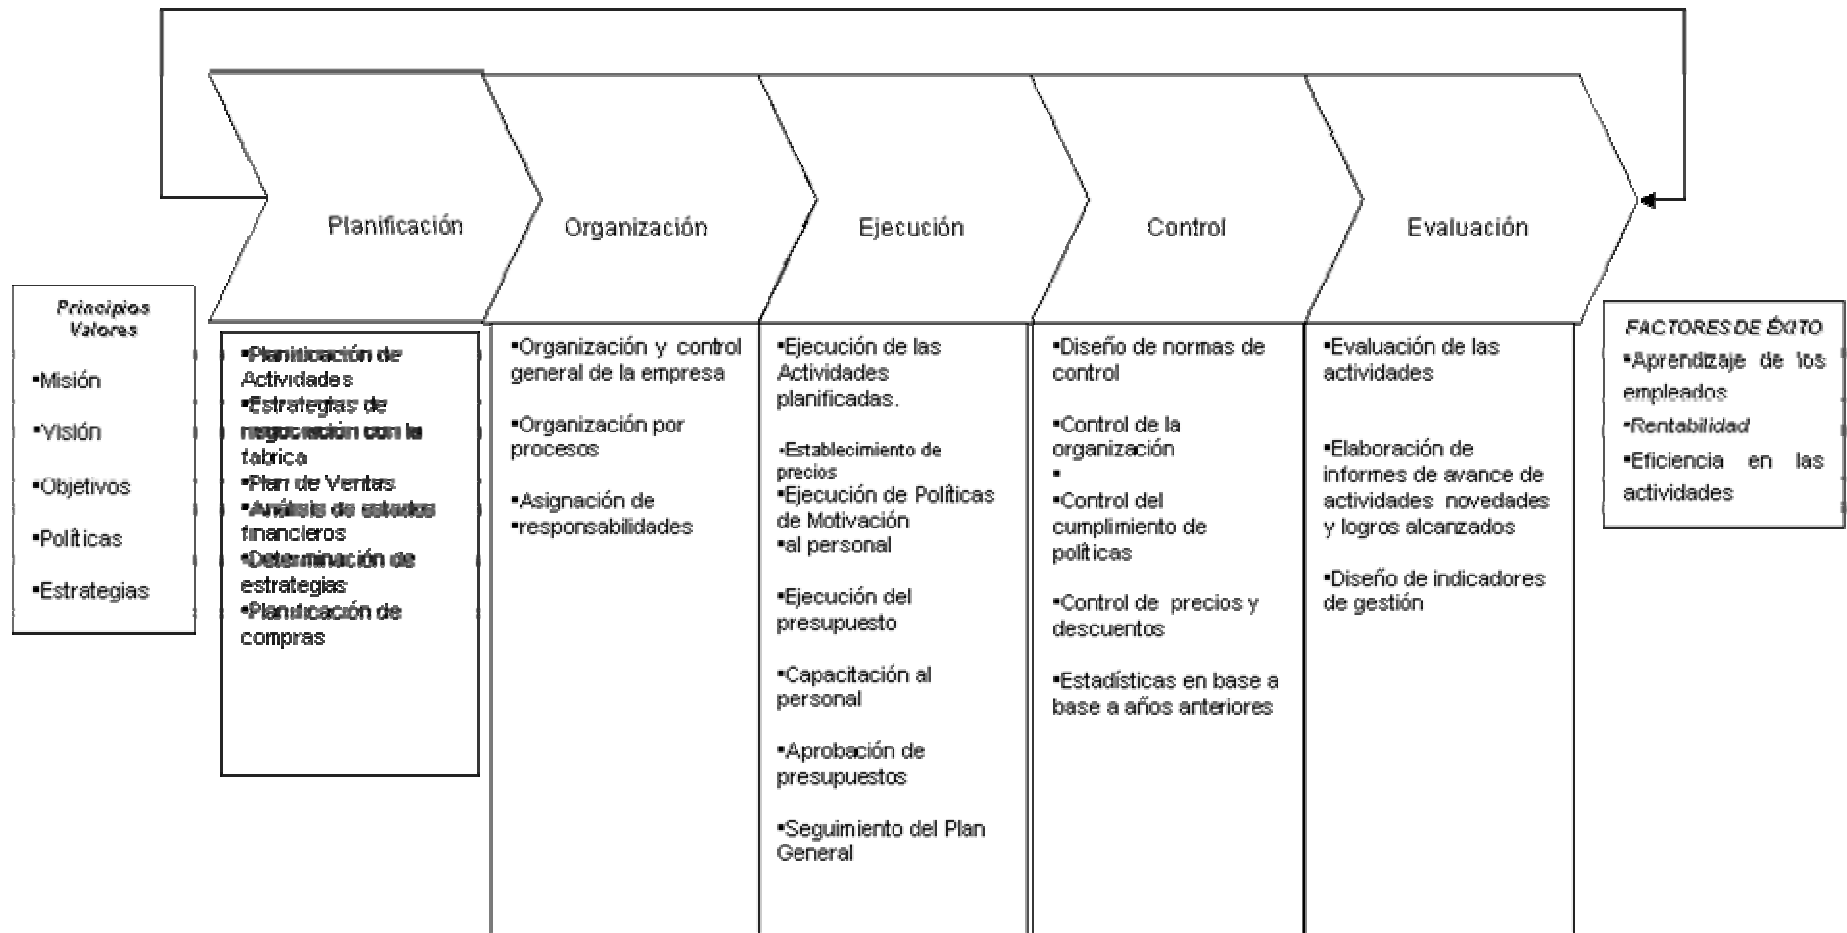 Planificación
Organización
Ejecución
Control
Evaluación
Principios
Valores
▪Misión
▪Visión
▪Objetivos
▪Políticas
▪Estrategias
▪Planificación de
Actividades
▪Estrategias de
negociación con la
fabrica
▪Plan de Ventas
▪Análisis de estados
financieros
▪Determinación de
estrategias
▪Planificación de
compras
▪Organización y control
general de la empresa
▪Organización por
procesos
▪Asignación de
▪responsabilidades
▪Ejecución de las
Actividades
planificadas.
▪Establecimiento de
precios
▪Ejecución de Políticas
de Motivación
▪al personal
▪Ejecución del
presupuesto
▪Capacitación al
personal
▪Aprobación de
presupuestos
▪Seguimiento del Plan
General
▪Diseño de normas de
control
▪Control de la
organización
▪
▪Control del
cumplimiento de
políticas
▪Control de precios y
descuentos
▪Estadísticas en base a
base a años anteriores
▪Evaluación de las
actividades
▪Elaboración de
informes de avance de
actividades novedades
y logros alcanzados
▪Diseño de indicadores
de gestión
FACTORES DE ÉXITO
▪Aprendizaje de los
empleados
▪Rentabilidad
▪Eficiencia en las
actividades